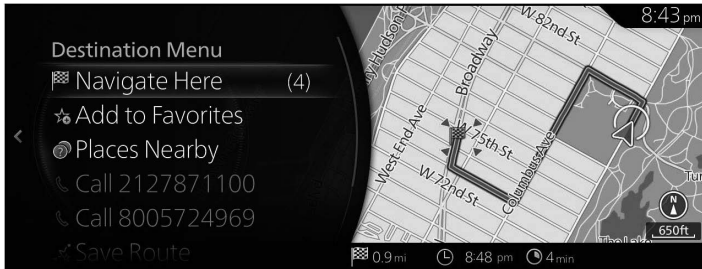 8:43 pm
Destination Menu
Navigate Here (4)
Add to Favorites
Places Nearby
Call 2127871100
Call 8005724969
Save Route
W 82nd St
Broadway
West End Ave
W 75th St
W 72nd St
Columbus Ave
The Lake
N
650ft
0.9 mi 8:48 pm 4 min